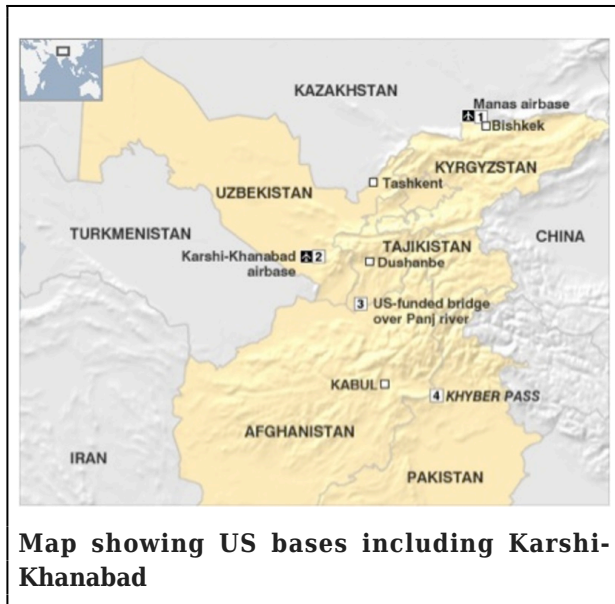 KAZAKHSTAN
Manas airbase
1
Bishkek
KYRGYZSTAN
Tashkent
UZBEKISTAN
TURKMENISTAN
CHINA
TAJIKISTAN
Karshi-Khanabad 2
airbase
Dushanbe
3 US-funded bridge
over Panj river
KABUL
4 KHYBER PASS
AFGHANISTAN
IRAN
PAKISTAN
Map showing US bases including Karshi-
Khanabad